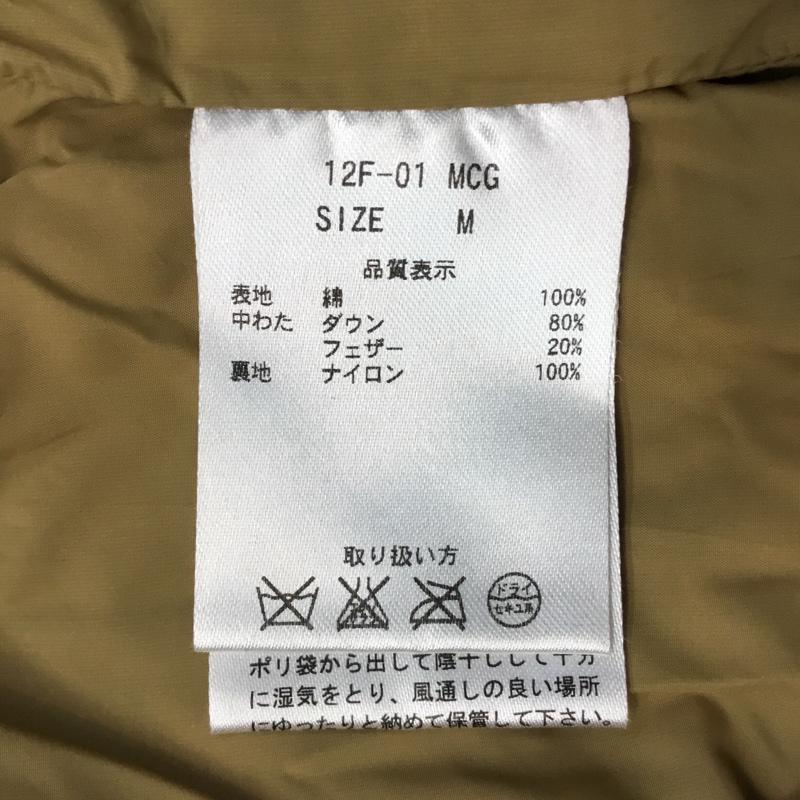 12F-01 MCG
SIZE M
品質表示
表地 綿 100%
中わた ダウン 80%
フェザー 20%
裏地 ナイロン 100%
取り扱い方
ドライ
セキユ系
ポリ袋から出して陰干しして十分
に湿気をとり、風通しの良い場所
にゆったりと納めて保管して下さい。